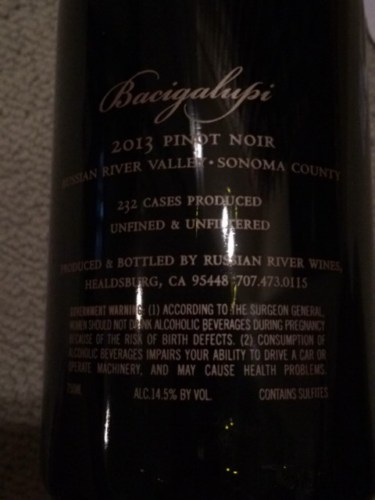 Bacigalupi
2013 PINOT NOIR
RUSSIAN RIVER VALLEY · SONOMA COUNTY
232 CASES PRODUCED
UNFINED & UNFILTERED
PRODUCED & BOTTLED BY RUSSIAN RIVER WINES,
HEALDSBURG, CA 95448 707.473.0115
GOVERNMENT WARNING (1) ACCORDING TO THE SURGEON GENERAL,
WOMEN SHOULD NOT DRINK ALCOHOLIC BEVERAGES DURING PREGNANCY
BECAUSE OF THE RISK OF BIRTH DEFECTS. (2) CONSUMPTION OF
ALCOHOLIC BEVERAGES IMPAIRS YOUR ABILITY TO DRIVE A CAR OR
OPERATE MACHINERY, AND MAY CAUSE HEALTH PROBLEMS.
ALC.14.5% BY VOL. CONTAINS SULFITES